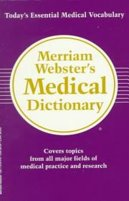 Today's Essential Medical Vocabulary
Merriam
Webster's
Medical
Dictionary
®
Covers topics
from all major fields of
medical practice and research